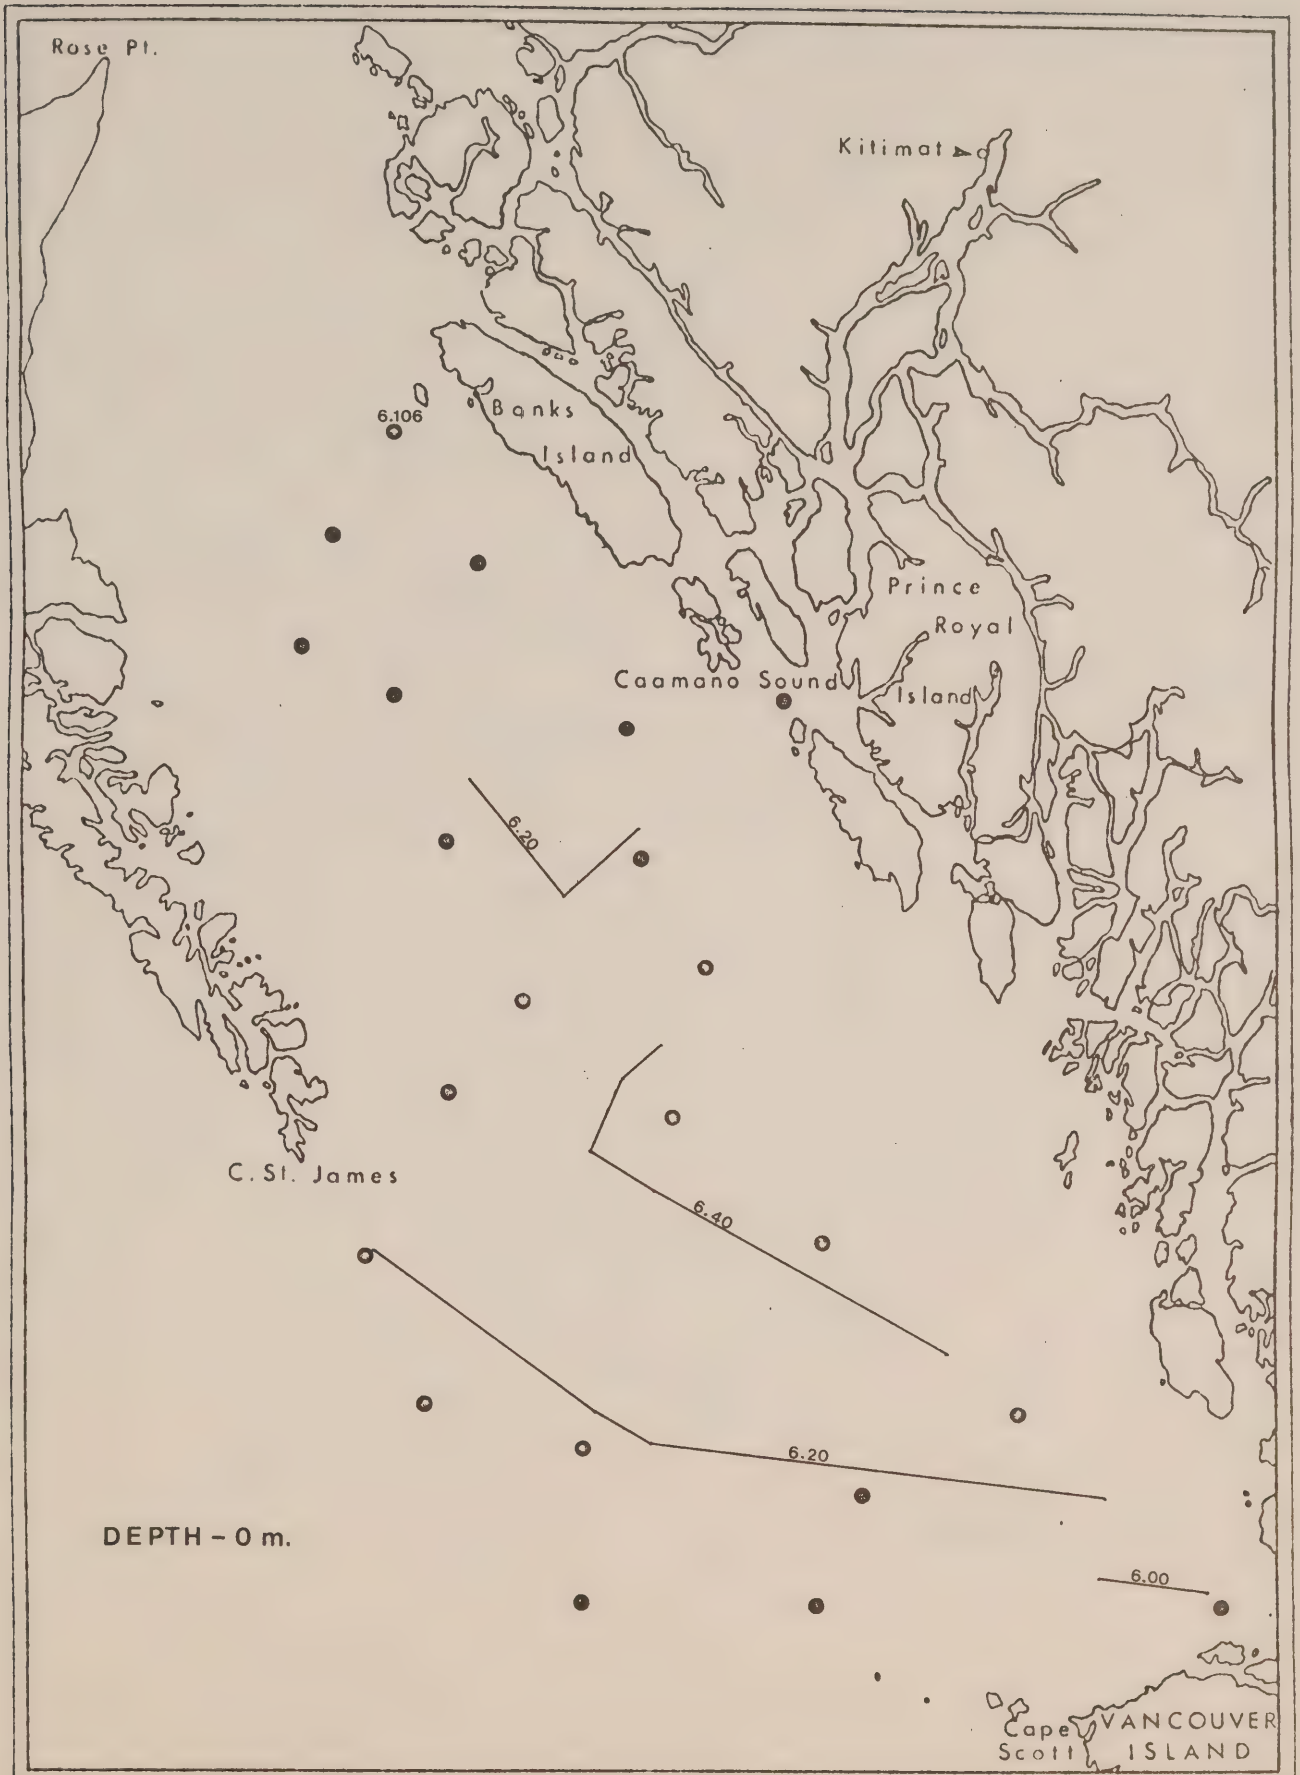 Rose Pt.
Kitimat
6.106
Banks
Island
Prince
Royal
Island
Caamano Sound
6.20
C. St. James
6.40
6.20
DEPTH - 0 m.
6.00
Cape
Scott
VANCOUVER
ISLAND